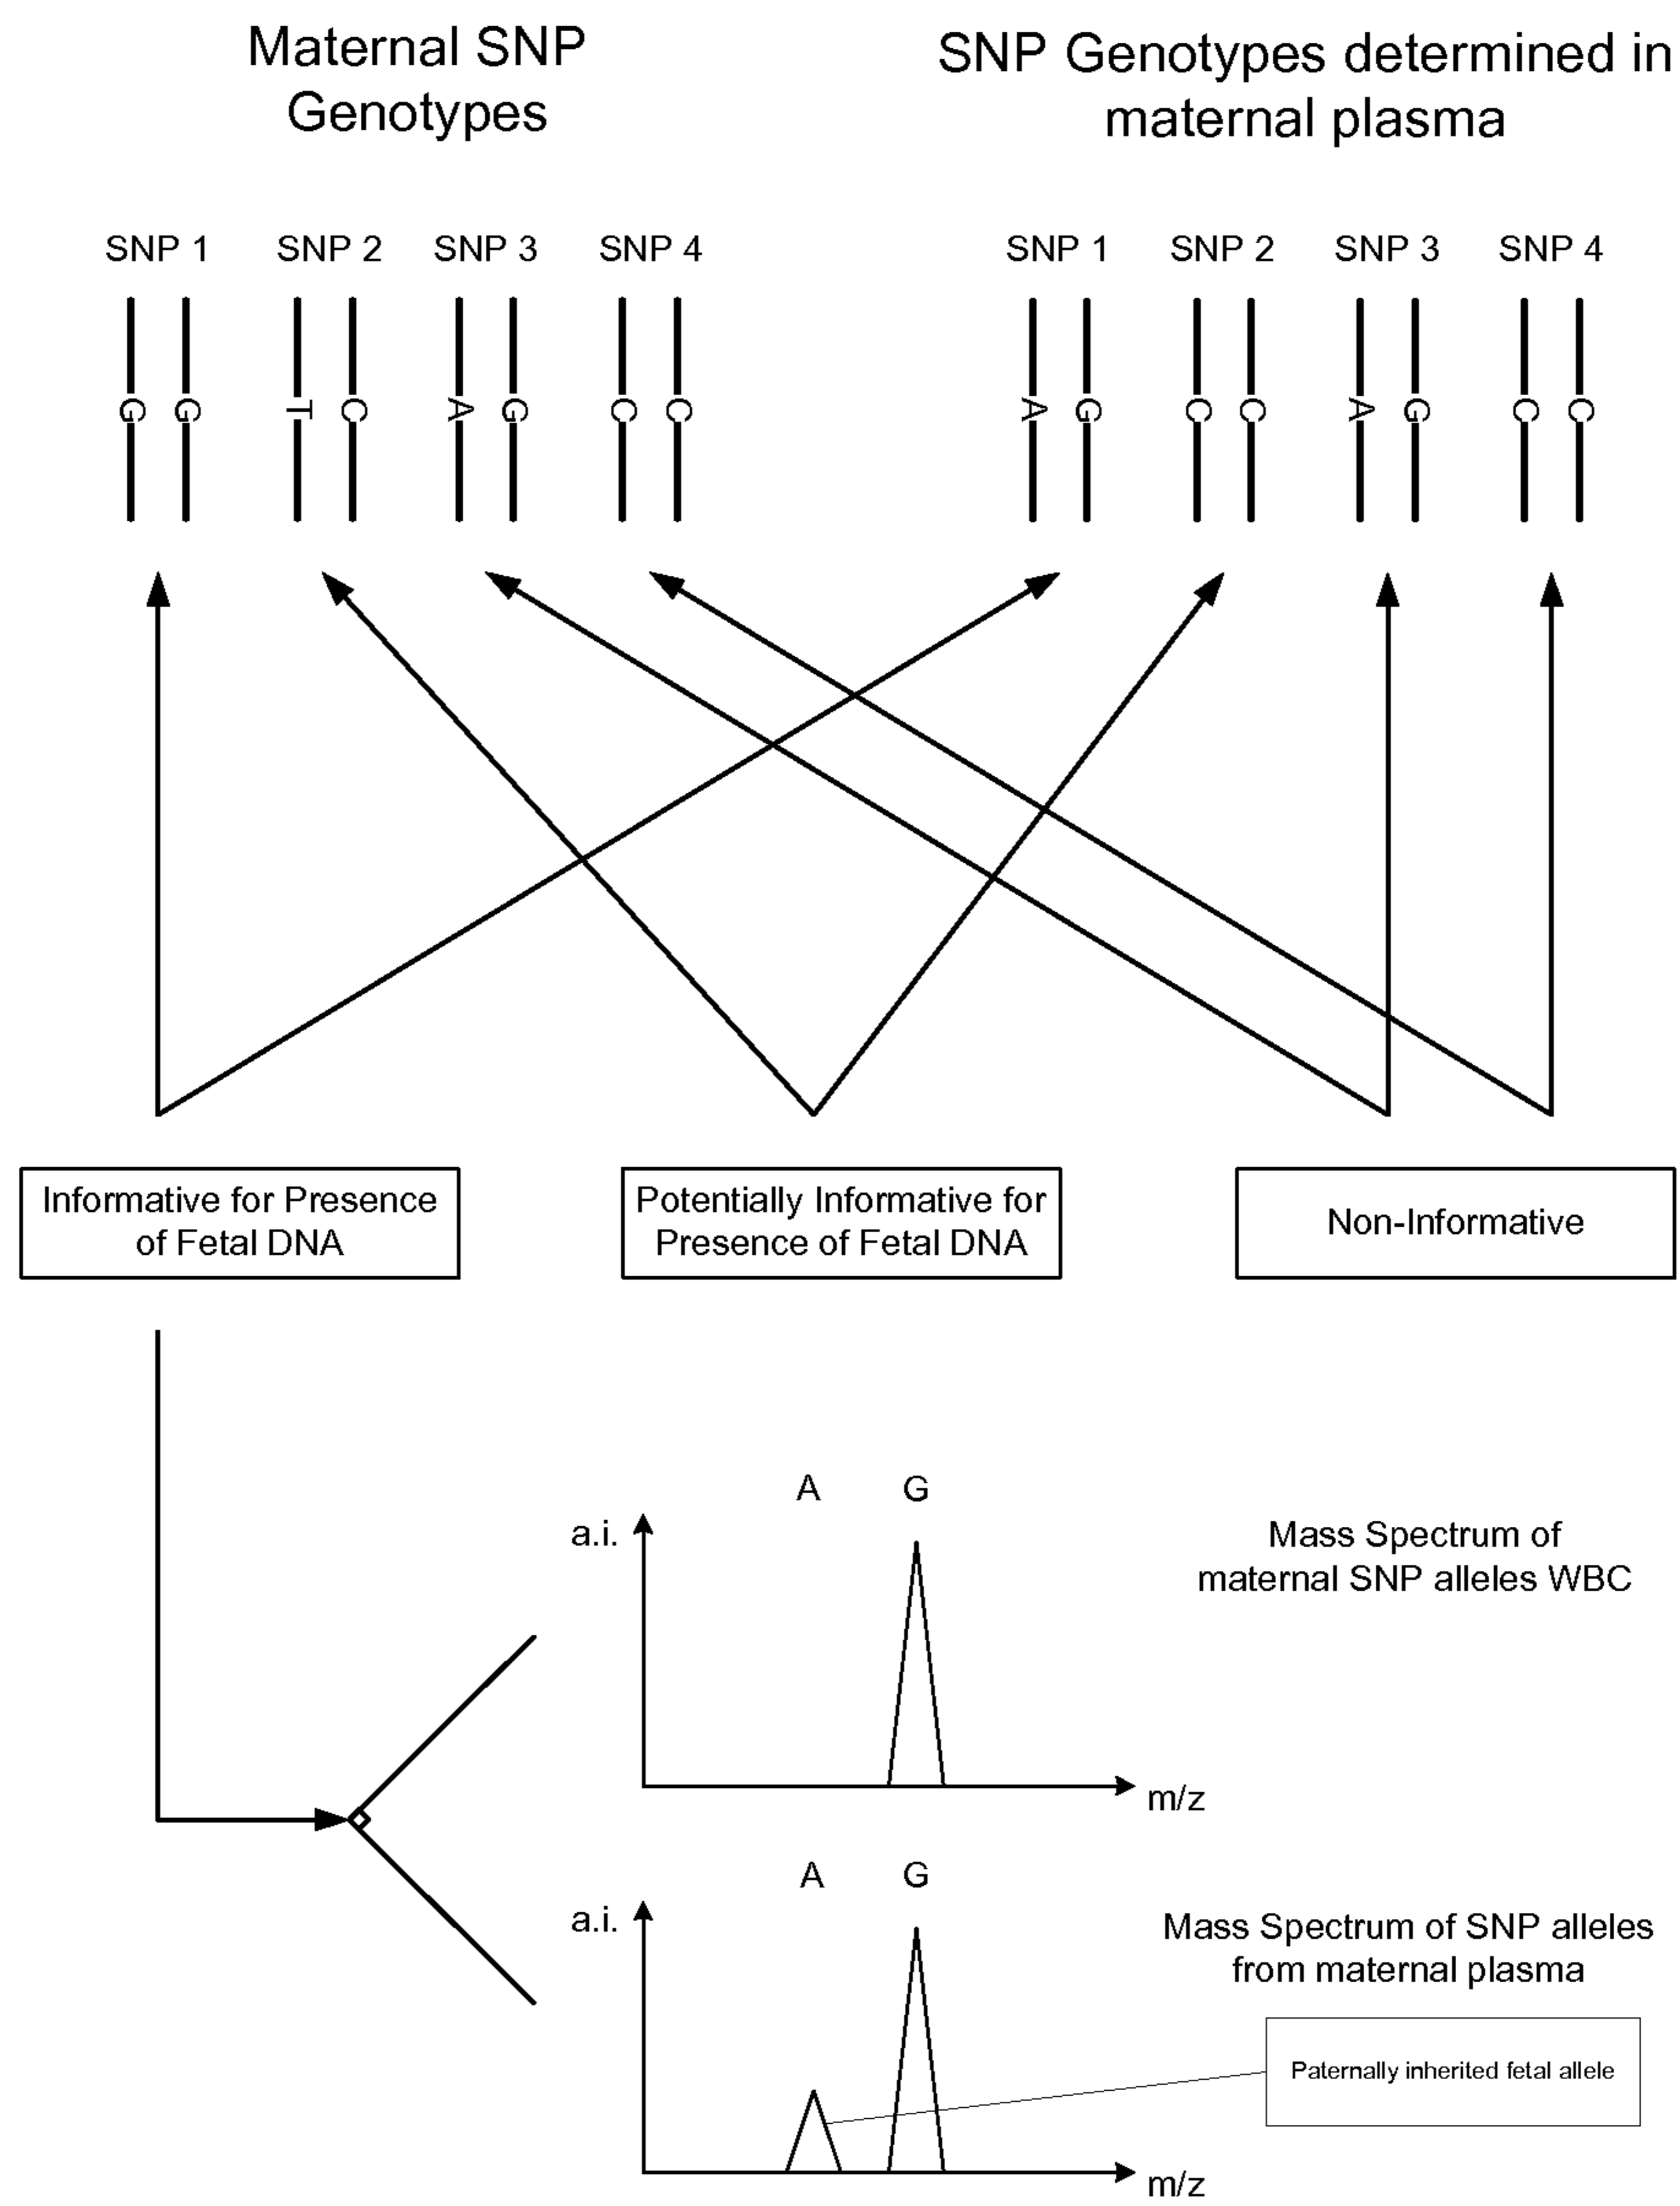 Maternal SNP
Genotypes
SNP Genotypes determined in
maternal plasma
SNP 1 SNP 2 SNP 3 SNP 4
SNP 1 SNP 2 SNP 3 SNP 4
G G T C A G C C
A G C C A G C C
Informative for Presence
of Fetal DNA
Potentially Informative for
Presence of Fetal DNA
Non-Informative
A G
a.i.
m/z
Mass Spectrum of
maternal SNP alleles WBC
A G
a.i.
m/z
Mass Spectrum of SNP alleles
from maternal plasma
Paternally inherited fetal allele